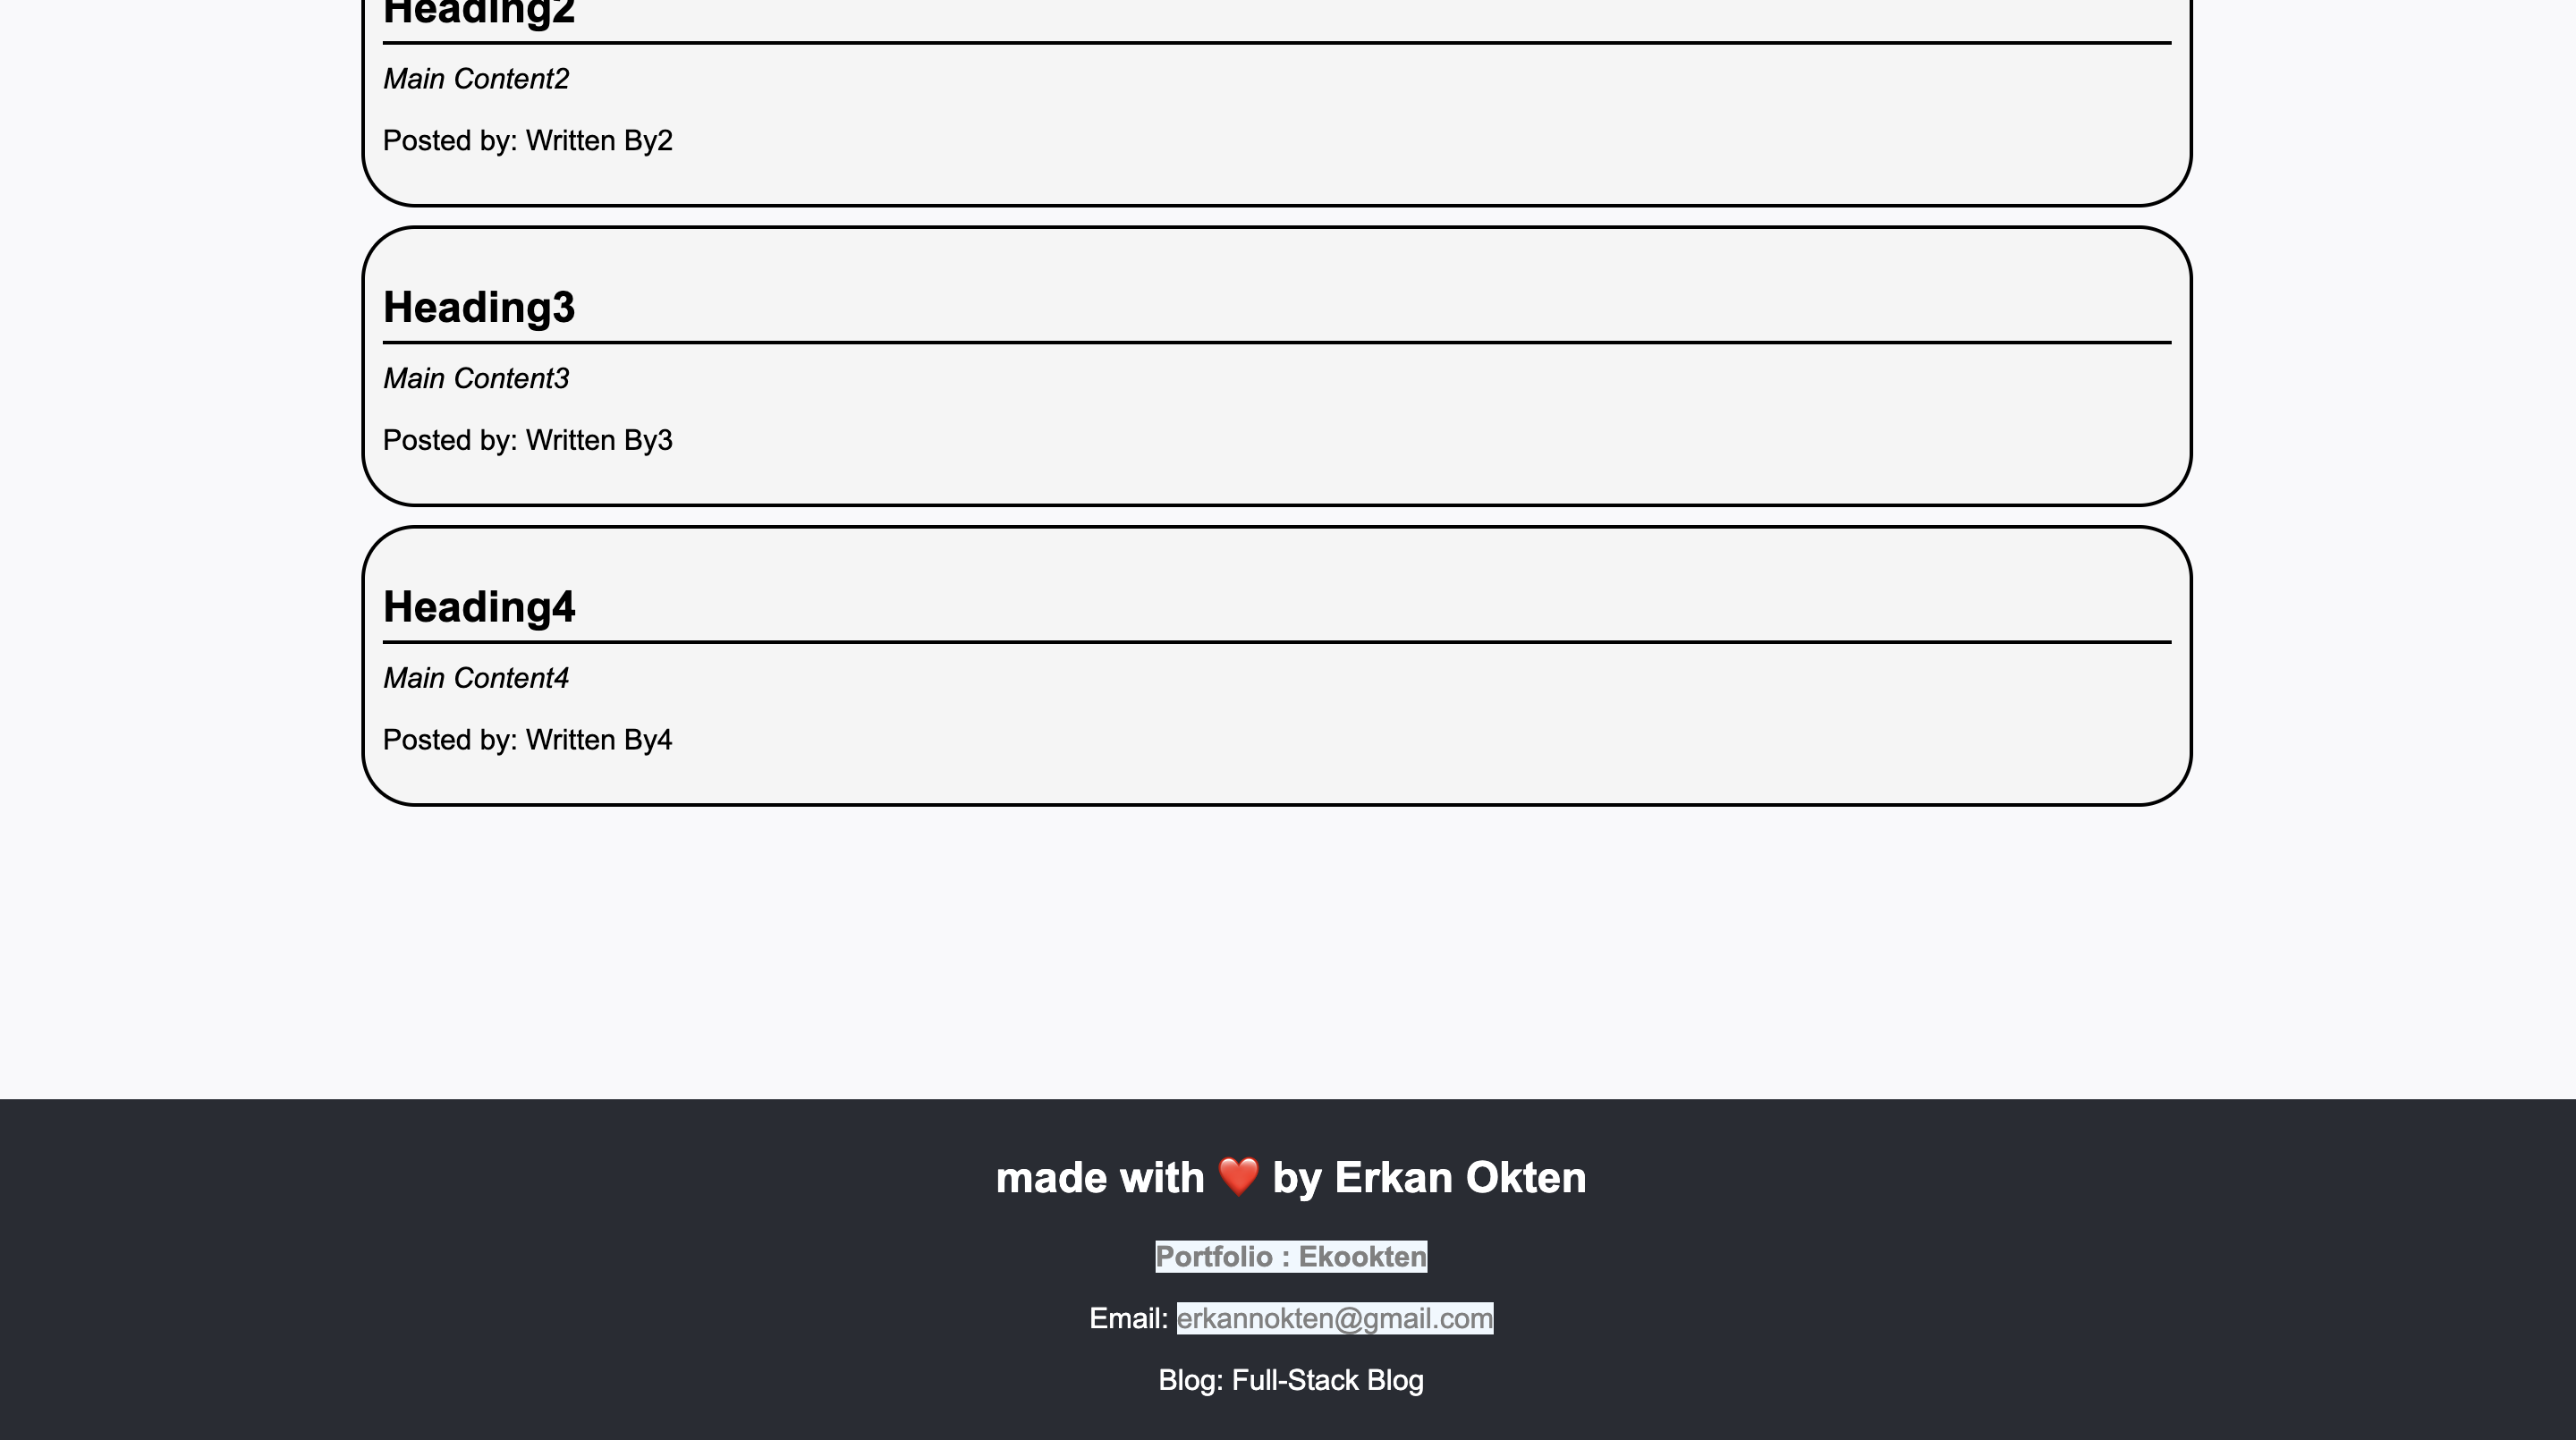 Heading2
Main Content2
Posted by: Written By2
Heading3
Main Content3
Posted by: Written By3
Heading4
Main Content4
Posted by: Written By4
made with ❤️ by Erkan Okten
Portfolio : Ekookten
Email: erkannokten@gmail.com
Blog: Full-Stack Blog